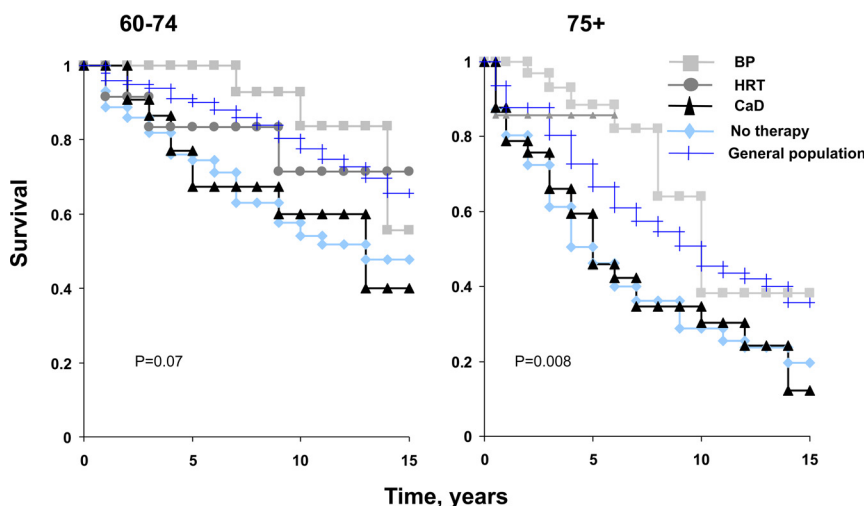 60-74
75+
Survival
1
0.8
0.6
0.4
0.2
0
P=0.07
0
5
10
15
1
0.8
0.6
0.4
0.2
0
P=0.008
0
5
10
15
BP
HRT
CaD
No therapy
General population
Time, years